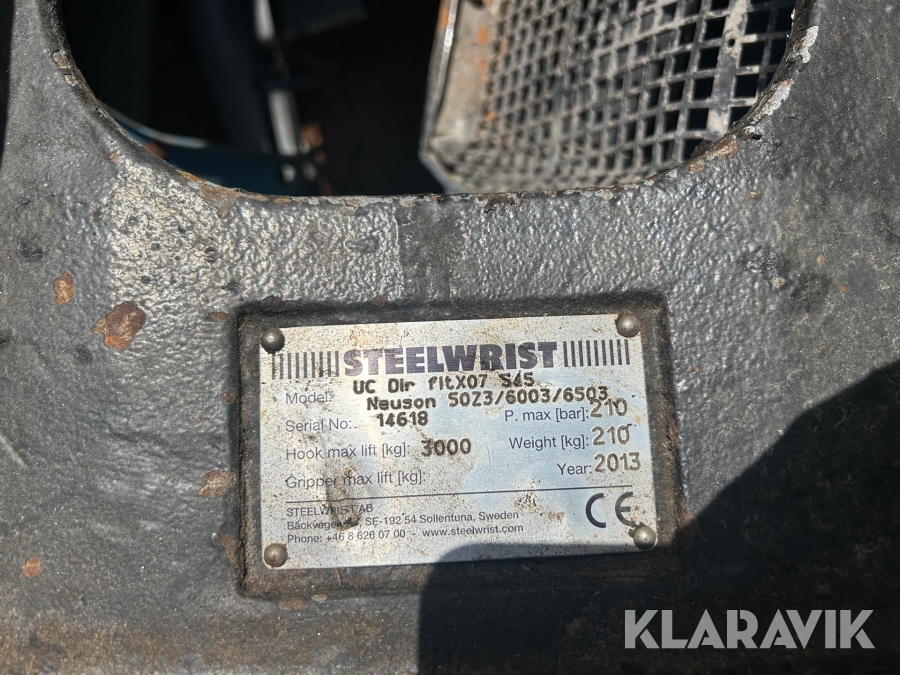 STEELWRIST
Model: UC Dir fitX07 S45
Neuson 50Z3/6003/6503
Serial No: 14618
P. max [bar]: 210
Hook max lift [kg]: 3000
Weight [kg]: 210
Gripper max lift [kg]:
Year: 2013
STEELWRIST AB
SE-192 54 Sollentuna, Sweden
Phone: +46 8 626 07 00 - www.steelwrist.com
CE
KLARAVIK